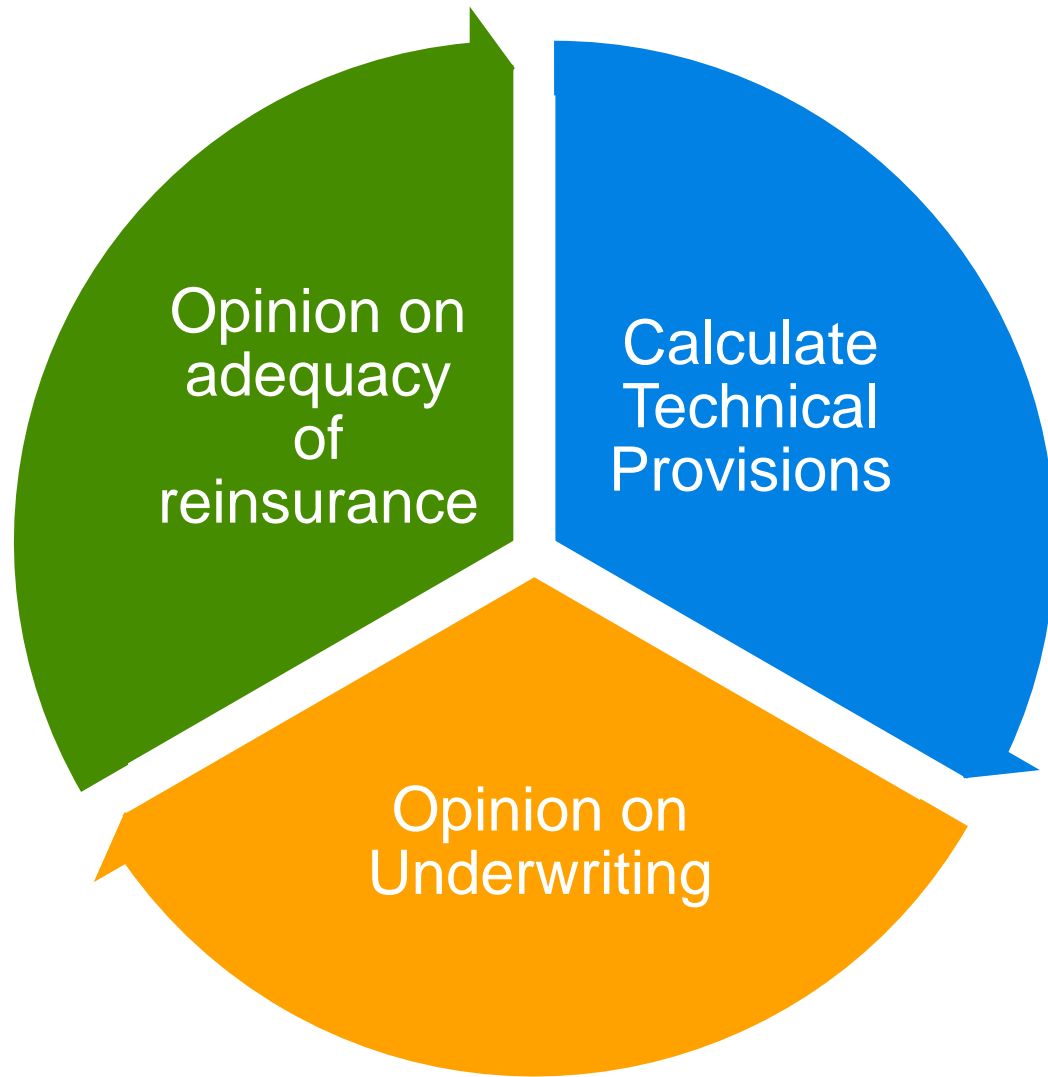 Opinion on
adequacy
of
reinsurance
Calculate
Technical
Provisions
Opinion on
Underwriting